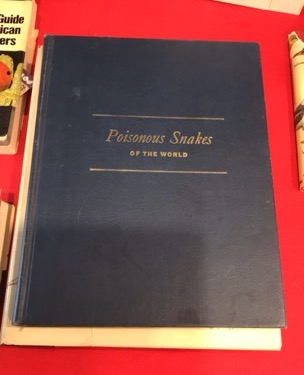 Guide
ican
ers
Poisonous Snakes
OF THE WORLD